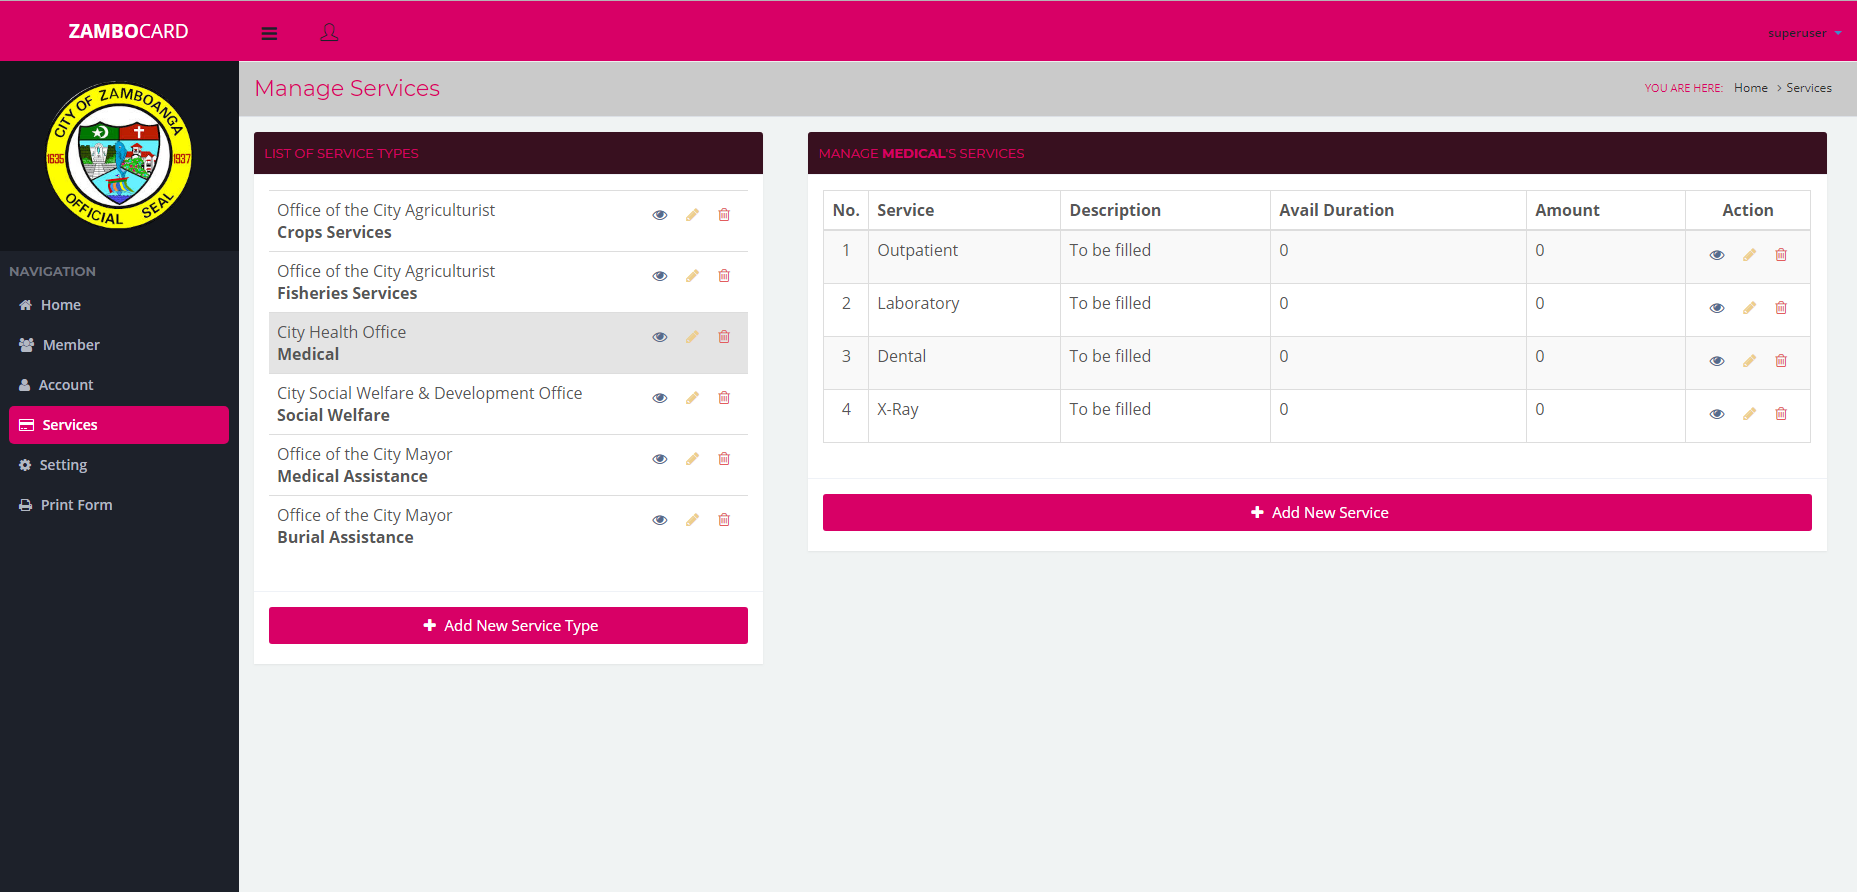 ZAMBOCARD
superuser
CITY OF ZAMBOANGA
1635
1937
OFFICIAL SEAL
Manage Services
YOU ARE HERE: Home > Services
NAVIGATION
Home
Member
Account
Services
Setting
Print Form
LIST OF SERVICE TYPES
Office of the City Agriculturist
Crops Services
Office of the City Agriculturist
Fisheries Services
City Health Office
Medical
City Social Welfare & Development Office
Social Welfare
Office of the City Mayor
Medical Assistance
Office of the City Mayor
Burial Assistance
Add New Service Type
MANAGE MEDICAL'S SERVICES
No. Service Description Avail Duration Amount Action
1 Outpatient To be filled 0 0
2 Laboratory To be filled 0 0
3 Dental To be filled 0 0
4 X-Ray To be filled 0 0
Add New Service